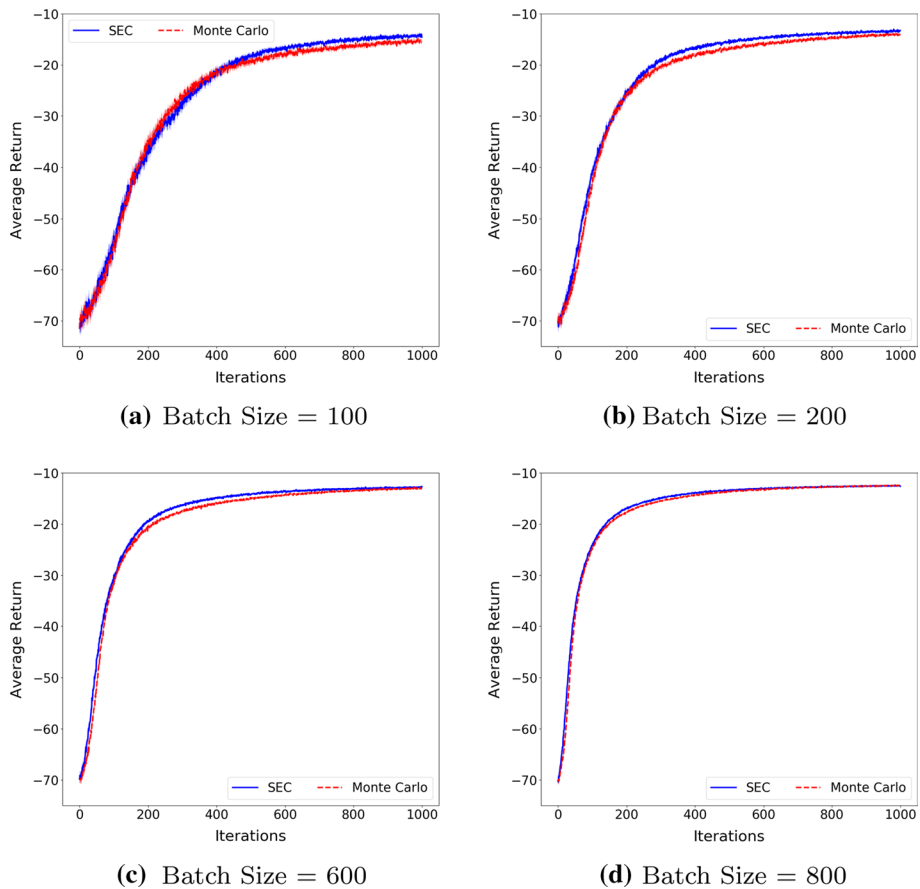 SEC Monte Carlo
Average Return
−10
−20
−30
−40
−50
−60
−70
0 200 400 600 800 1000
Iterations
(a) Batch Size = 100
Average Return
−10
−20
−30
−40
−50
−60
−70
SEC Monte Carlo
0 200 400 600 800 1000
Iterations
(b) Batch Size = 200
Average Return
−10
−20
−30
−40
−50
−60
−70
SEC Monte Carlo
0 200 400 600 800 1000
Iterations
(c) Batch Size = 600
Average Return
−10
−20
−30
−40
−50
−60
−70
SEC Monte Carlo
0 200 400 600 800 1000
Iterations
(d) Batch Size = 800